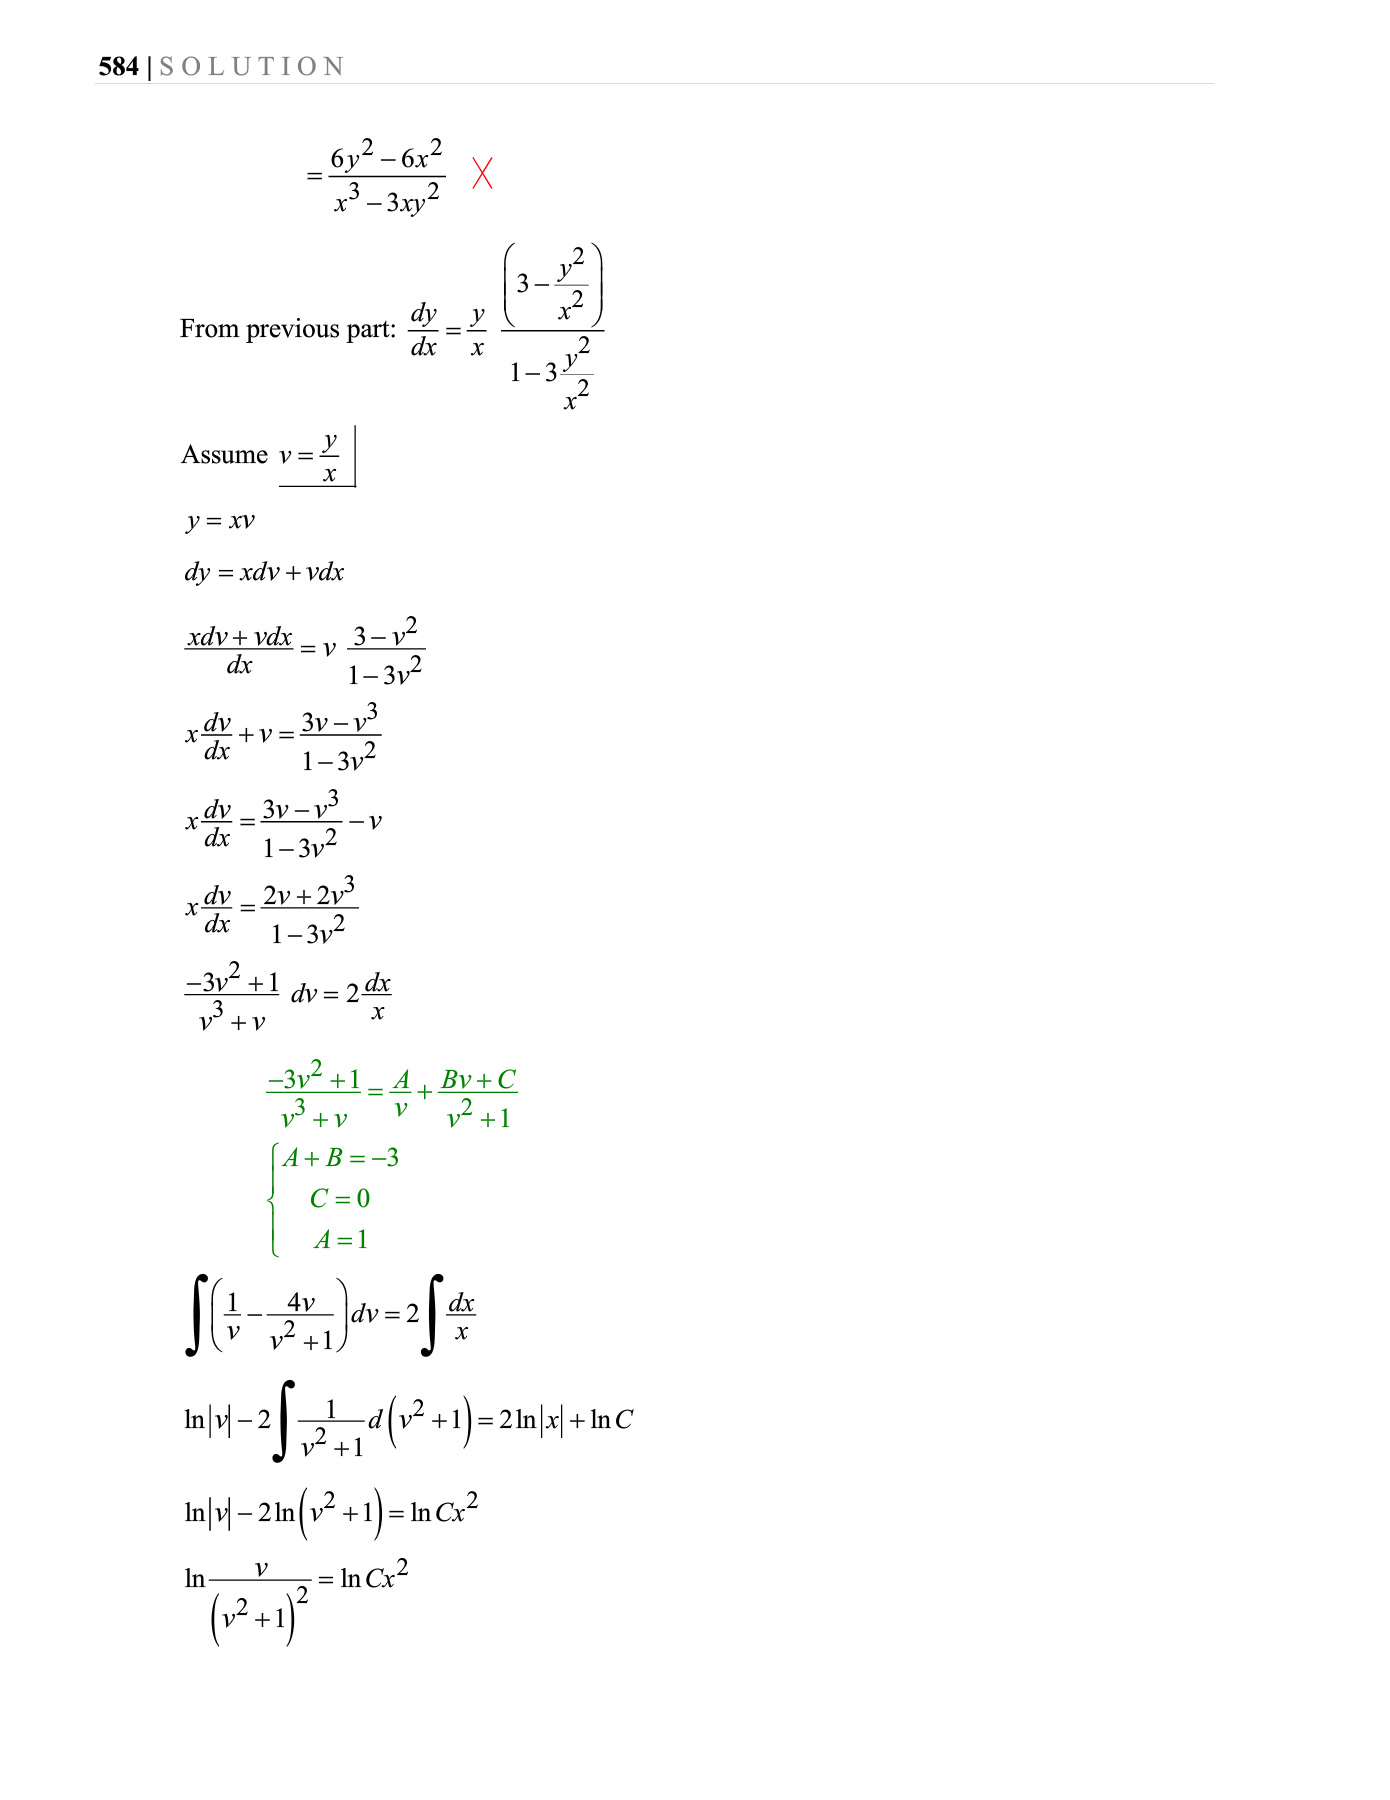 584 | SOLUTION
= \frac{6y^2 - 6x^2}{x^3 - 3xy^2} X
From previous part: \frac{dy}{dx} = \frac{y}{x} \frac{\left(3 - \frac{y^2}{x^2}\right)}{1 - 3\frac{y^2}{x^2}}
Assume v = \frac{y}{x}
y = xv
dy = xdv + vdx
\frac{xdv + vdx}{dx} = v \frac{3 - v^2}{1 - 3v^2}
x\frac{dv}{dx} + v = \frac{3v - v^3}{1 - 3v^2}
x\frac{dv}{dx} = \frac{3v - v^3}{1 - 3v^2} - v
x\frac{dv}{dx} = \frac{2v + 2v^3}{1 - 3v^2}
\frac{-3v^2 + 1}{v^3 + v} dv = 2\frac{dx}{x}
\frac{-3v^2 + 1}{v^3 + v} = \frac{A}{v} + \frac{Bv + C}{v^2 + 1}
A + B = -3
C = 0
A = 1
\int \left(\frac{1}{v} - \frac{4v}{v^2 + 1}\right) dv = 2\int \frac{dx}{x}
\ln|v| - 2\int \frac{1}{v^2 + 1} d\left(v^2 + 1\right) = 2\ln|x| + \ln C
\ln|v| - 2\ln\left(v^2 + 1\right) = \ln Cx^2
\ln\frac{v}{\left(v^2 + 1\right)^2} = \ln Cx^2